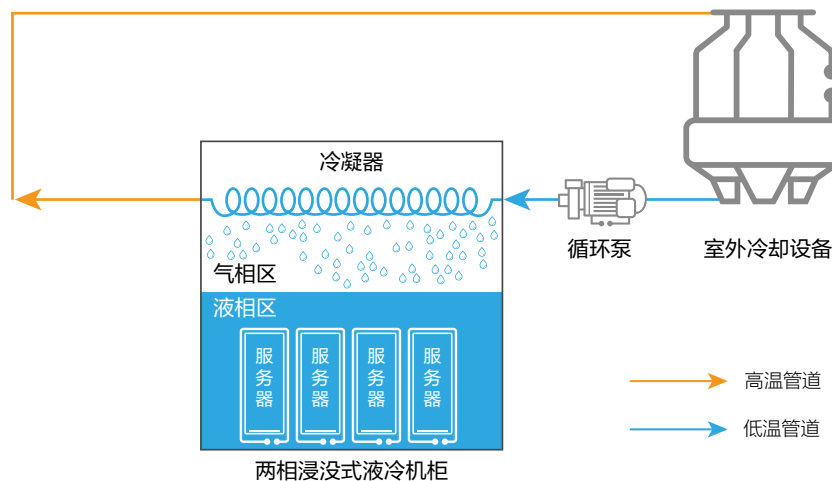 冷凝器
循环泵
室外冷却设备
气相区
液相区
服务器
服务器
服务器
服务器
高温管道
低温管道
两相浸没式液冷机柜